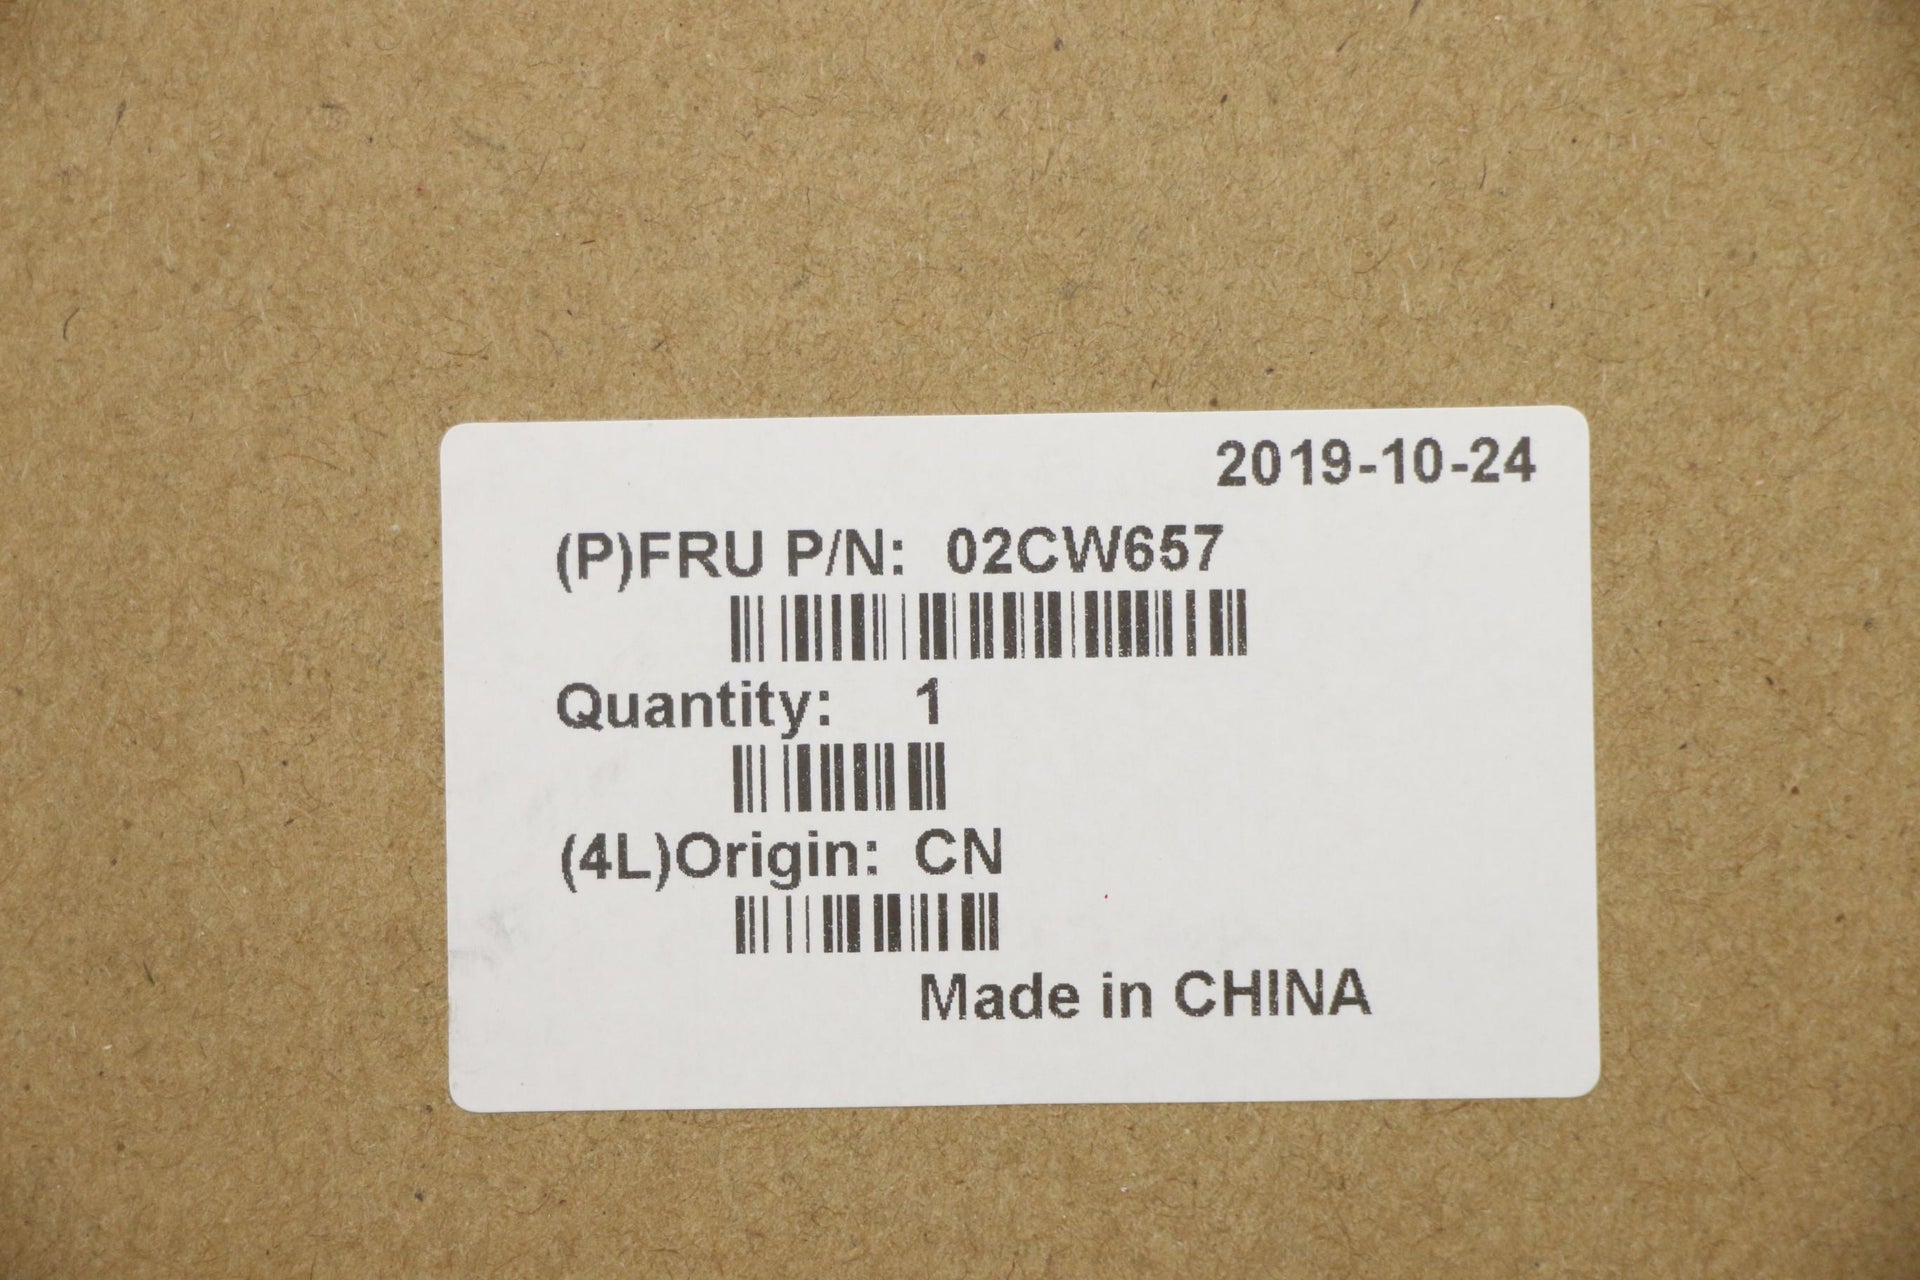 2019-10-24
(P)FRU P/N: 02CW657
Quantity: 1
(4L)Origin: CN
Made in CHINA